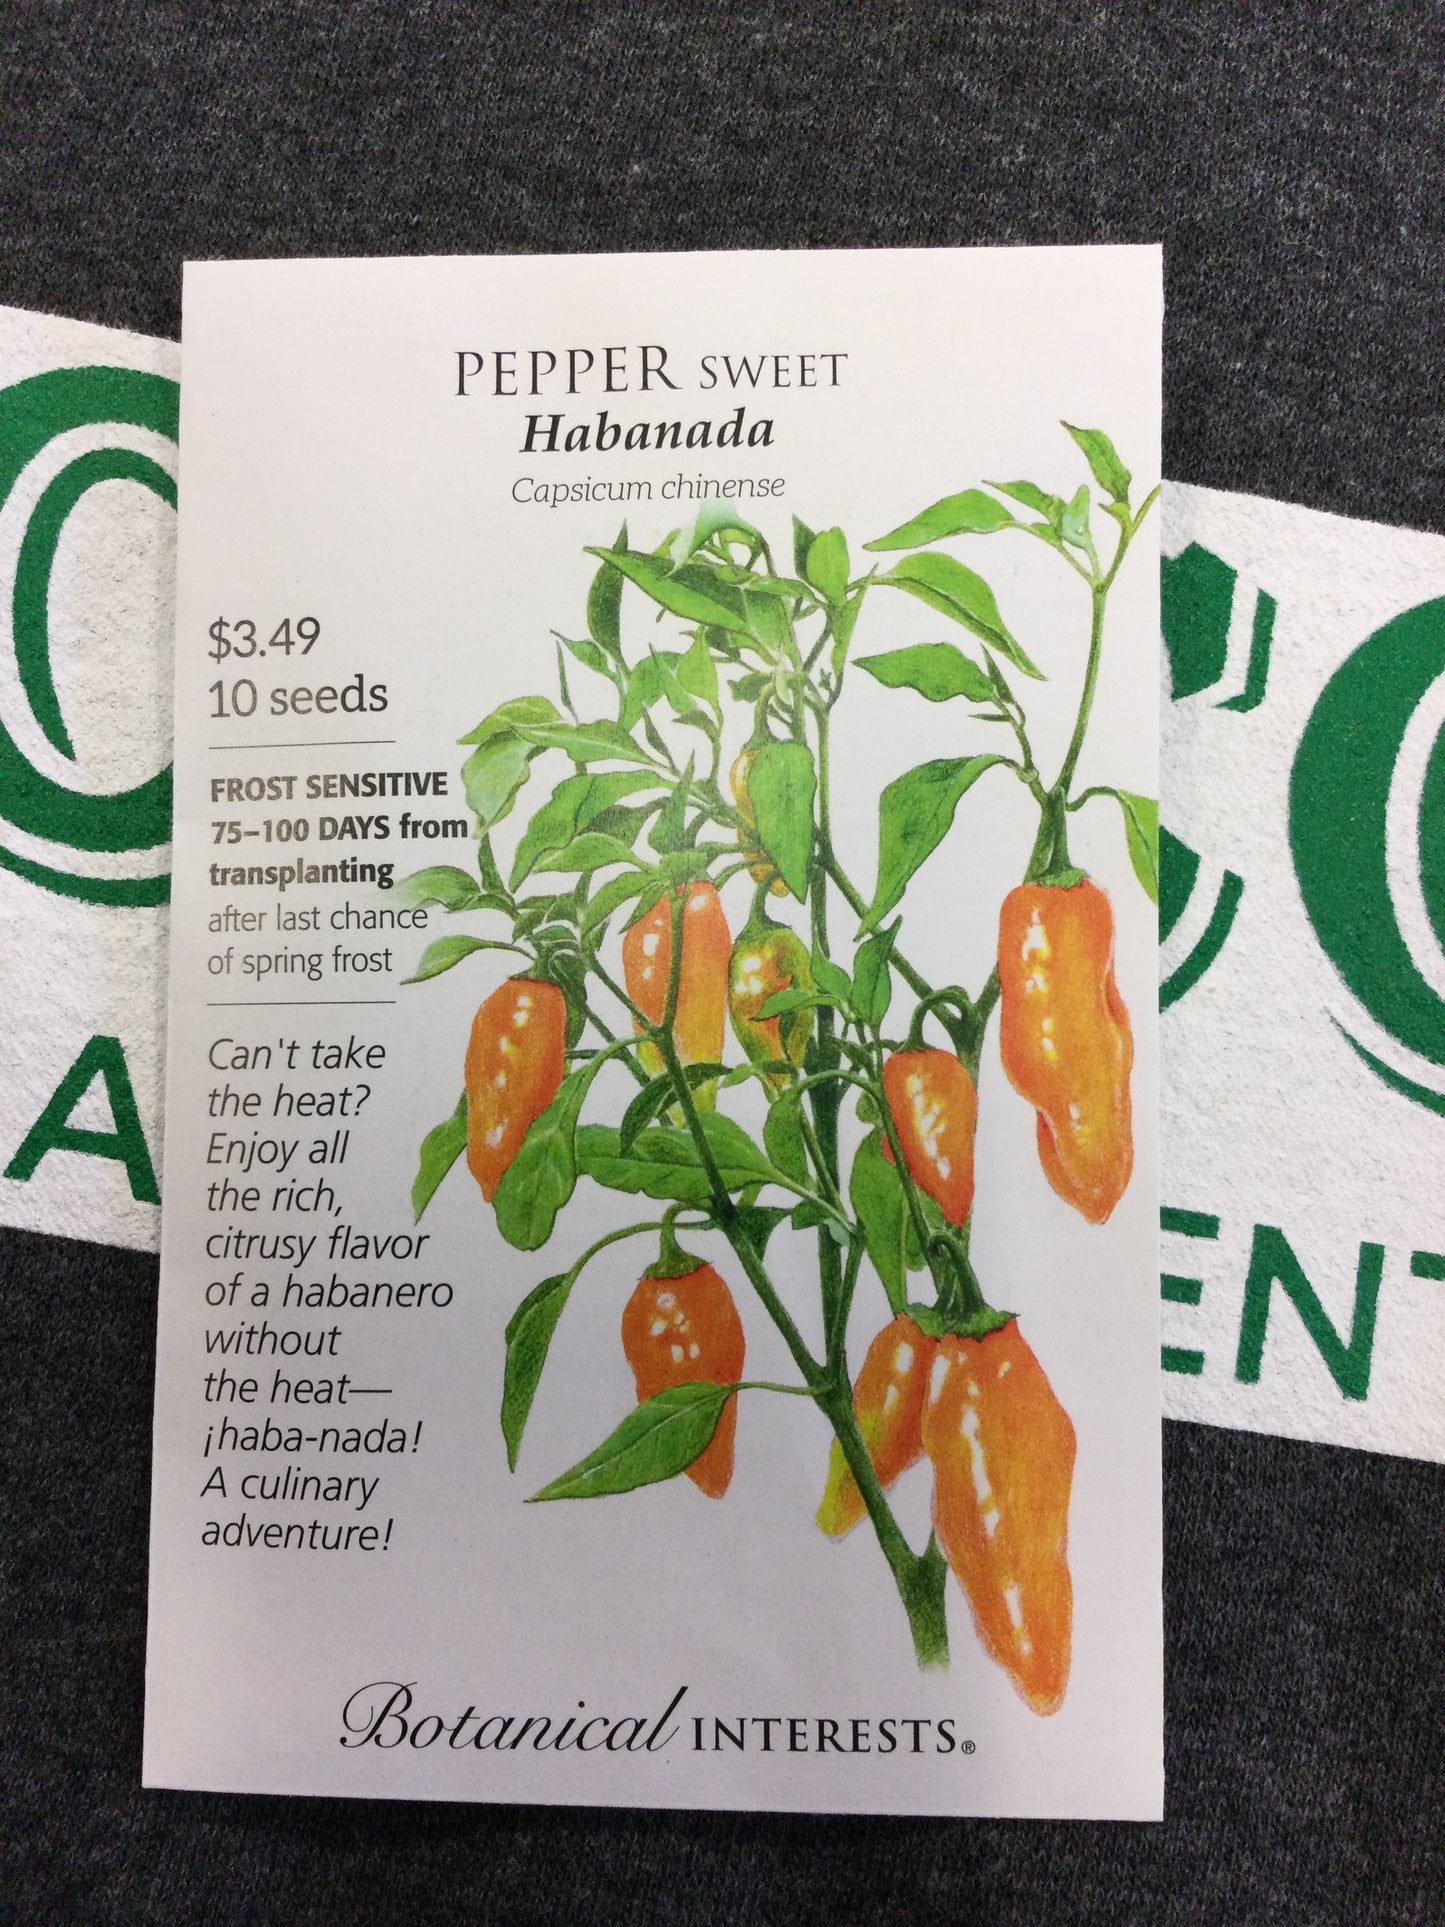 PEPPER SWEET
Habanada
Capsicum chinense
$3.49
10 seeds
FROST SENSITIVE
75–100 DAYS from
transplanting
after last chance
of spring frost
Can't take
the heat?
Enjoy all
the rich,
citrusy flavor
of a habanero
without
the heat—
¡haba-nada!
A culinary
adventure!
Botanical INTERESTS®